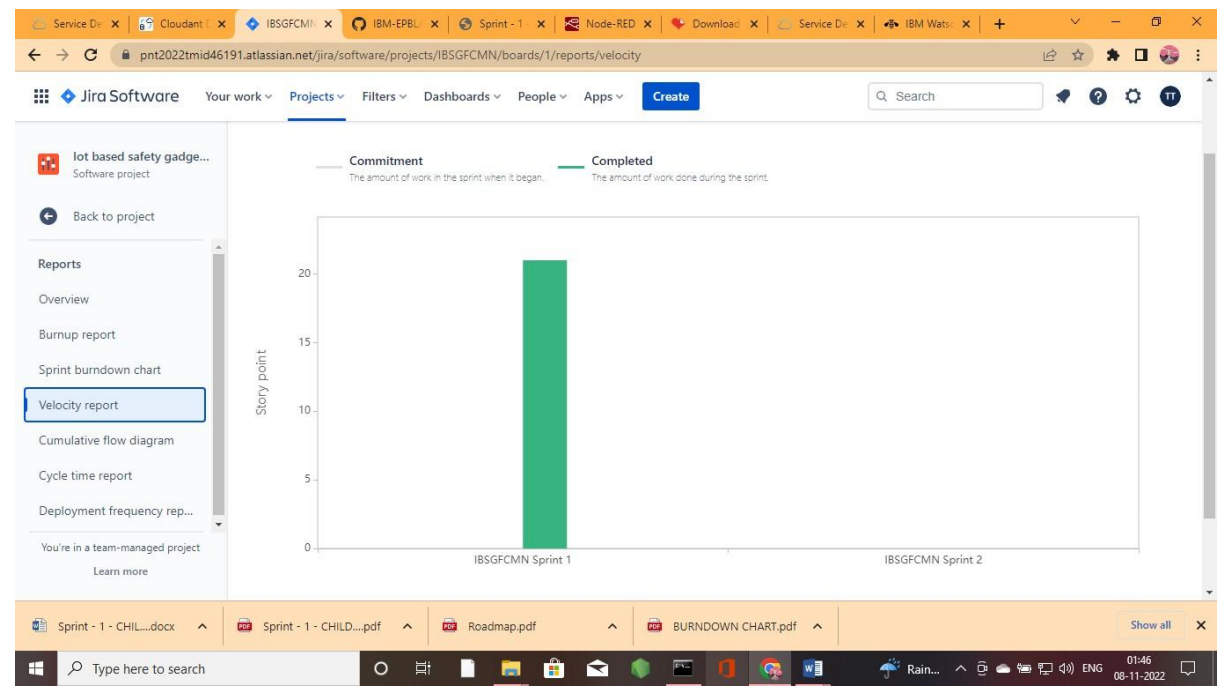 Service De
Cloudant
IBSGFCMN
IBM-EPBL
Sprint - 1 -
Node-RED
Download
Service De
IBM Wats
pnt2022tmid46191.atlassian.net/jira/software/projects/IBSGFCMN/boards/1/reports/velocity
Jira Software
Your work
Projects
Filters
Dashboards
People
Apps
Create
Search
TT
Iot based safety gadge...
Software project
Back to project
Reports
Overview
Burnup report
Sprint burndown chart
Velocity report
Cumulative flow diagram
Cycle time report
Deployment frequency rep...
You're in a team-managed project
Learn more
Commitment
The amount of work in the sprint when it began.
Completed
The amount of work done during the sprint.
Story point
20
15
10
5
0
IBSGFCMN Sprint 1
IBSGFCMN Sprint 2
Sprint - 1 - CHIL....docx
Sprint - 1 - CHILD....pdf
Roadmap.pdf
BURNDOWN CHART.pdf
Show all
Type here to search
Rain...
ENG
01:46
08-11-2022